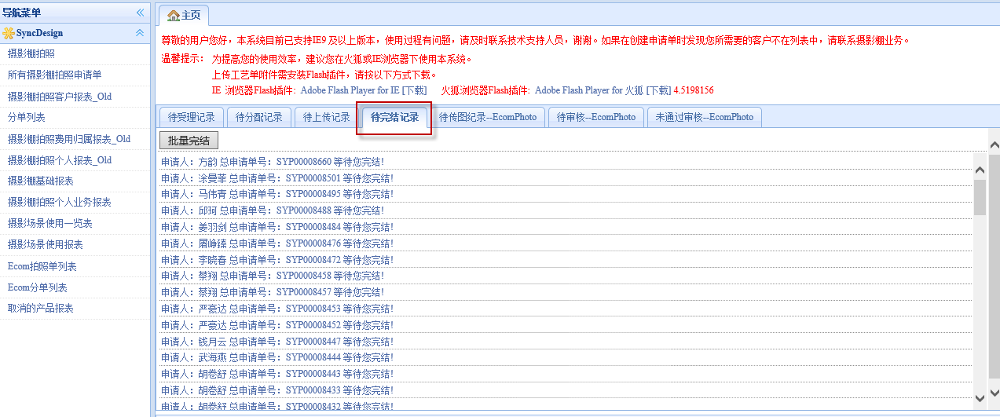 导航菜单
SyncDesign
摄影棚拍照
所有摄影棚拍照申请单
摄影棚拍照客户报表_Old
分单列表
摄影棚拍照费用归属报表_Old
摄影棚拍照个人报表_Old
摄影棚基础报表
摄影棚拍照个人业务报表
摄影场景使用一览表
摄影场景使用报表
Ecom拍照单列表
Ecom分单列表
取消的产品报表
主页
尊敬的用户您好，本系统目前已支持IE9 及以上版本，使用过程有问题，请及时联系技术支持人员，谢谢。如果在创建申请单时发现您所需要的客户不在列表中，请联系摄影棚业务。
温馨提示： 为提高您的使用效率，建议您在火狐或IE浏览器下使用本系统。
上传工艺单附件需安装Flash插件，请按以下方式下载。
IE 浏览器Flash插件: Adobe Flash Player for IE [下载] 火狐浏览器Flash插件: Adobe Flash Player for 火狐 [下载] 4.5198156
待受理记录 待分配记录 待上传记录 待完结记录 待传图纪录--EcomPhoto 待审核--EcomPhoto 未通过审核--EcomPhoto
批量完结
申请人：方韵 总申请单号：SYP00008660 等待您完结!
申请人：涂曼菲 总申请单号：SYP00008501 等待您完结!
申请人：马伟青 总申请单号：SYP00008495 等待您完结!
申请人：邱珂 总申请单号：SYP00008488 等待您完结!
申请人：姜羽剑 总申请单号：SYP00008484 等待您完结!
申请人：屠峥臻 总申请单号：SYP00008476 等待您完结!
申请人：李晓春 总申请单号：SYP00008472 等待您完结!
申请人：蔡翔 总申请单号：SYP00008458 等待您完结!
申请人：蔡翔 总申请单号：SYP00008457 等待您完结!
申请人：严豪达 总申请单号：SYP00008453 等待您完结!
申请人：严豪达 总申请单号：SYP00008452 等待您完结!
申请人：钱月云 总申请单号：SYP00008447 等待您完结!
申请人：武海燕 总申请单号：SYP00008444 等待您完结!
申请人：胡卷舒 总申请单号：SYP00008443 等待您完结!
申请人：胡卷舒 总申请单号：SYP00008433 等待您完结!
申请人：胡卷舒 总申请单号：SYP00008432 等待您完结!